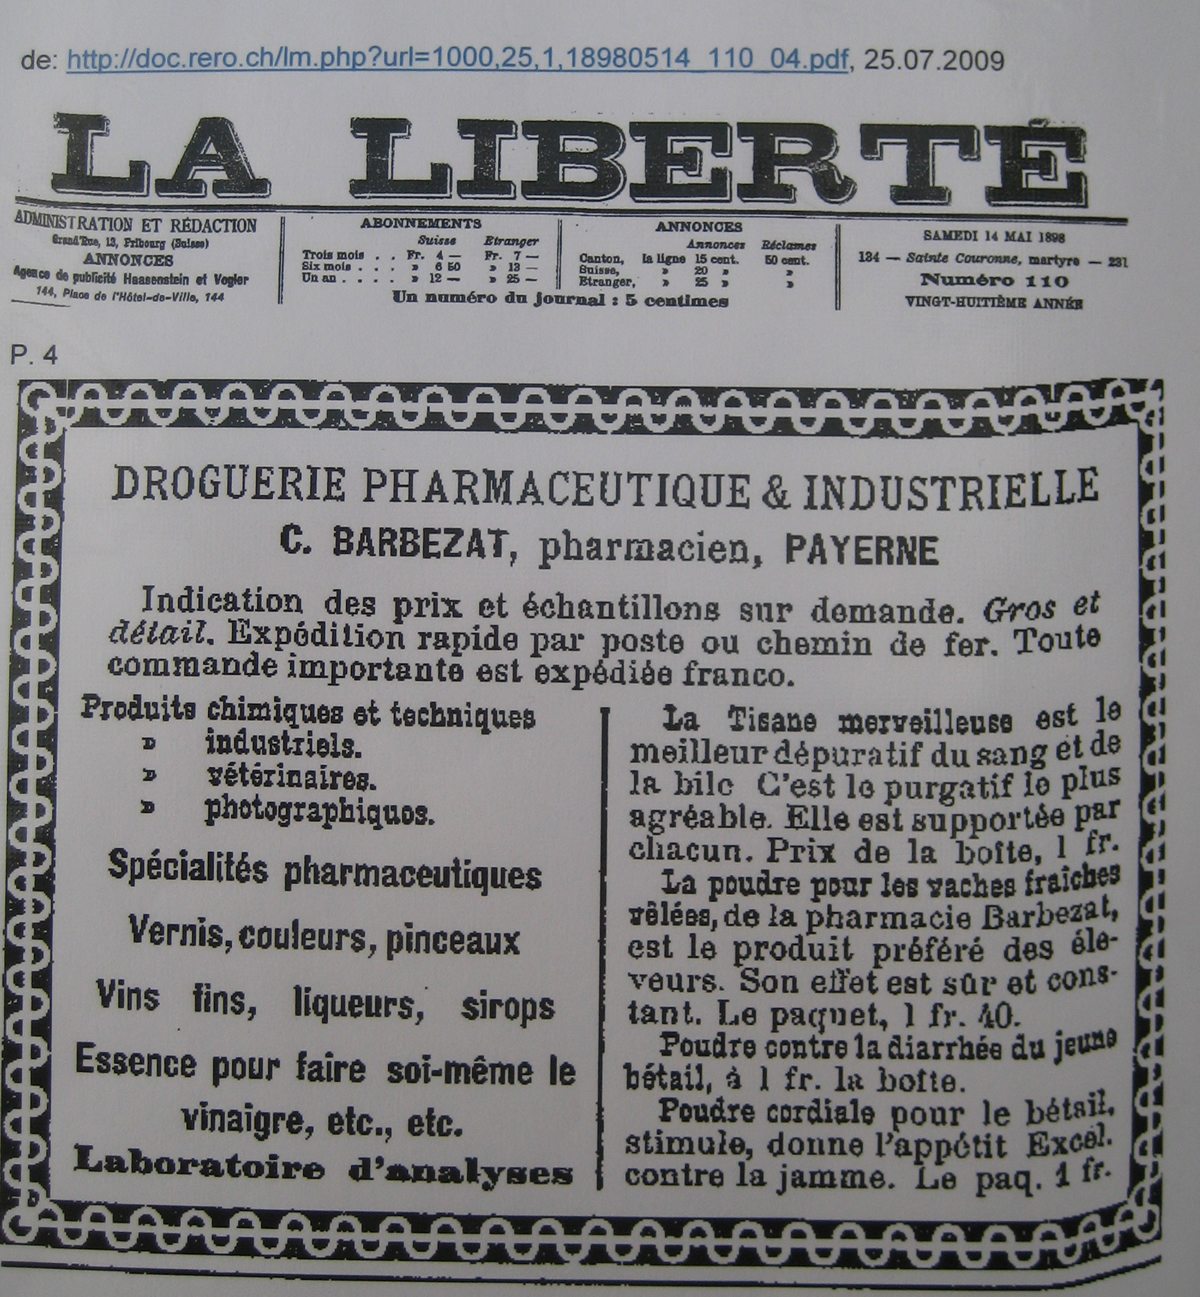 de: http://doc.rero.ch/lm.php?url=1000,25,1,18980514_110_04.pdf, 25.07.2009
LA LIBERTÉ
ADMINISTRATION ET RÉDACTION
Grand'Rue, 13, Fribourg (Suisse)
ANNONCES
Agence de publicité Haasenstein et Vogler
144, Place de l'Hôtel-de-Ville, 144
ABONNEMENTS
Suisse Etranger
Trois mois . . Fr. 4 — Fr. 7 —
Six mois . . . » 6 50 » 13 —
Un an . . . . » 12 — » 25 —
Un numéro du journal : 5 centimes
ANNONCES
Annonces Réclames
Canton, la ligne 15 cent. 50 cent.
Suisse, » 20 » »
Etranger, » 25 » »
SAMEDI 14 MAI 1898
134 — Sainte Couronne, martyre — 231
Numéro 110
VINGT-HUITIÈME ANNÉE
P. 4
DROGUERIE PHARMACEUTIQUE & INDUSTRIELLE
C. BARBEZAT, pharmacien, PAYERNE
Indication des prix et échantillons sur demande. Gros et
détail. Expédition rapide par poste ou chemin de fer. Toute
commande importante est expédiée franco.
Produits chimiques et techniques
» industriels.
» vétérinaires.
» photographiques.
Spécialités pharmaceutiques
Vernis, couleurs, pinceaux
Vins fins, liqueurs, sirops
Essence pour faire soi-même le
vinaigre, etc., etc.
Laboratoire d'analyses
La Tisane merveilleuse est le
meilleur dépuratif du sang et de
la bile C'est le purgatif le plus
agréable. Elle est supportée par
chacun. Prix de la boîte, 1 fr.
La poudre pour les vaches fraîches
vêlées, de la pharmacie Barbezat,
est le produit préféré des éle-
veurs. Son effet est sûr et cons-
tant. Le paquet, 1 fr. 40.
Poudre contre la diarrhée du jeune
bétail, à 1 fr. la boîte.
Poudre cordiale pour le bétail,
stimule, donne l'appétit Excel.
contre la jamme. Le paq. 1 fr.